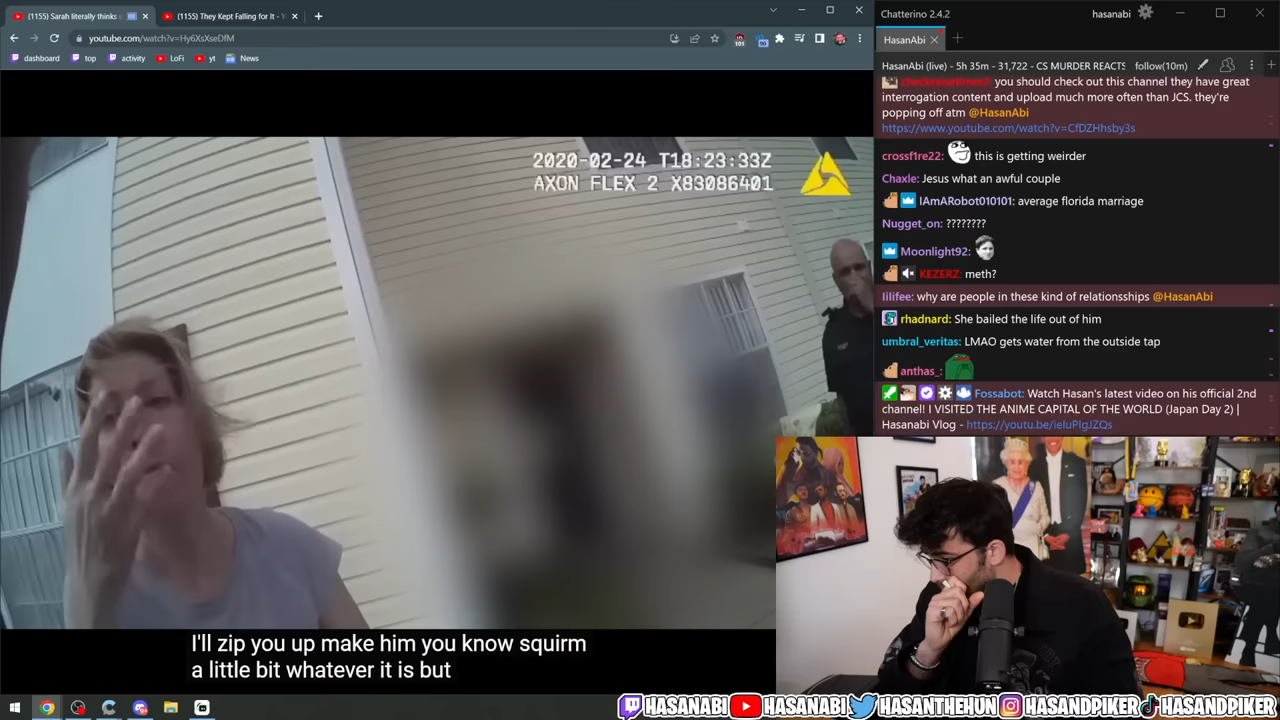 (1155) Sarah literally thinks
(1155) They Kept Falling for It - Y
youtube.com/watch?v=Hy6XsXseDfM
dashboard
top
activity
LoFi
yt
News
2020-02-24 T18:23:33Z
AXON FLEX 2 X83086401
I'll zip you up make him you know squirm
a little bit whatever it is but
Chatterino 2.4.2
hasanabi
HasanAbi
HasanAbi (live) - 5h 35m - 31,722 - CS MURDER REACTS
follow(10m)
you should check out this channel they have great
interrogation content and upload much more often than JCS. they're
popping off atm @HasanAbi
https://www.youtube.com/watch?v=CfDZHhsby3s
crossf1re22: this is getting weirder
Chaxle: Jesus what an awful couple
IAmARobot010101: average florida marriage
Nugget_on: ????????
Moonlight92:
KEZERZ: meth?
lilifee: why are people in these kind of relationsships @HasanAbi
rhadnard: She bailed the life out of him
umbral_veritas: LMAO gets water from the outside tap
anthas_:
Fossabot: Watch Hasan's latest video on his official 2nd
channel! I VISITED THE ANIME CAPITAL OF THE WORLD (Japan Day 2) |
Hasanabi Vlog - https://youtu.be/ieIuPIgJZQs
HASANABI
HASANABI
HASANTHEHUN
HASANDPIKER
HASANDPIKER